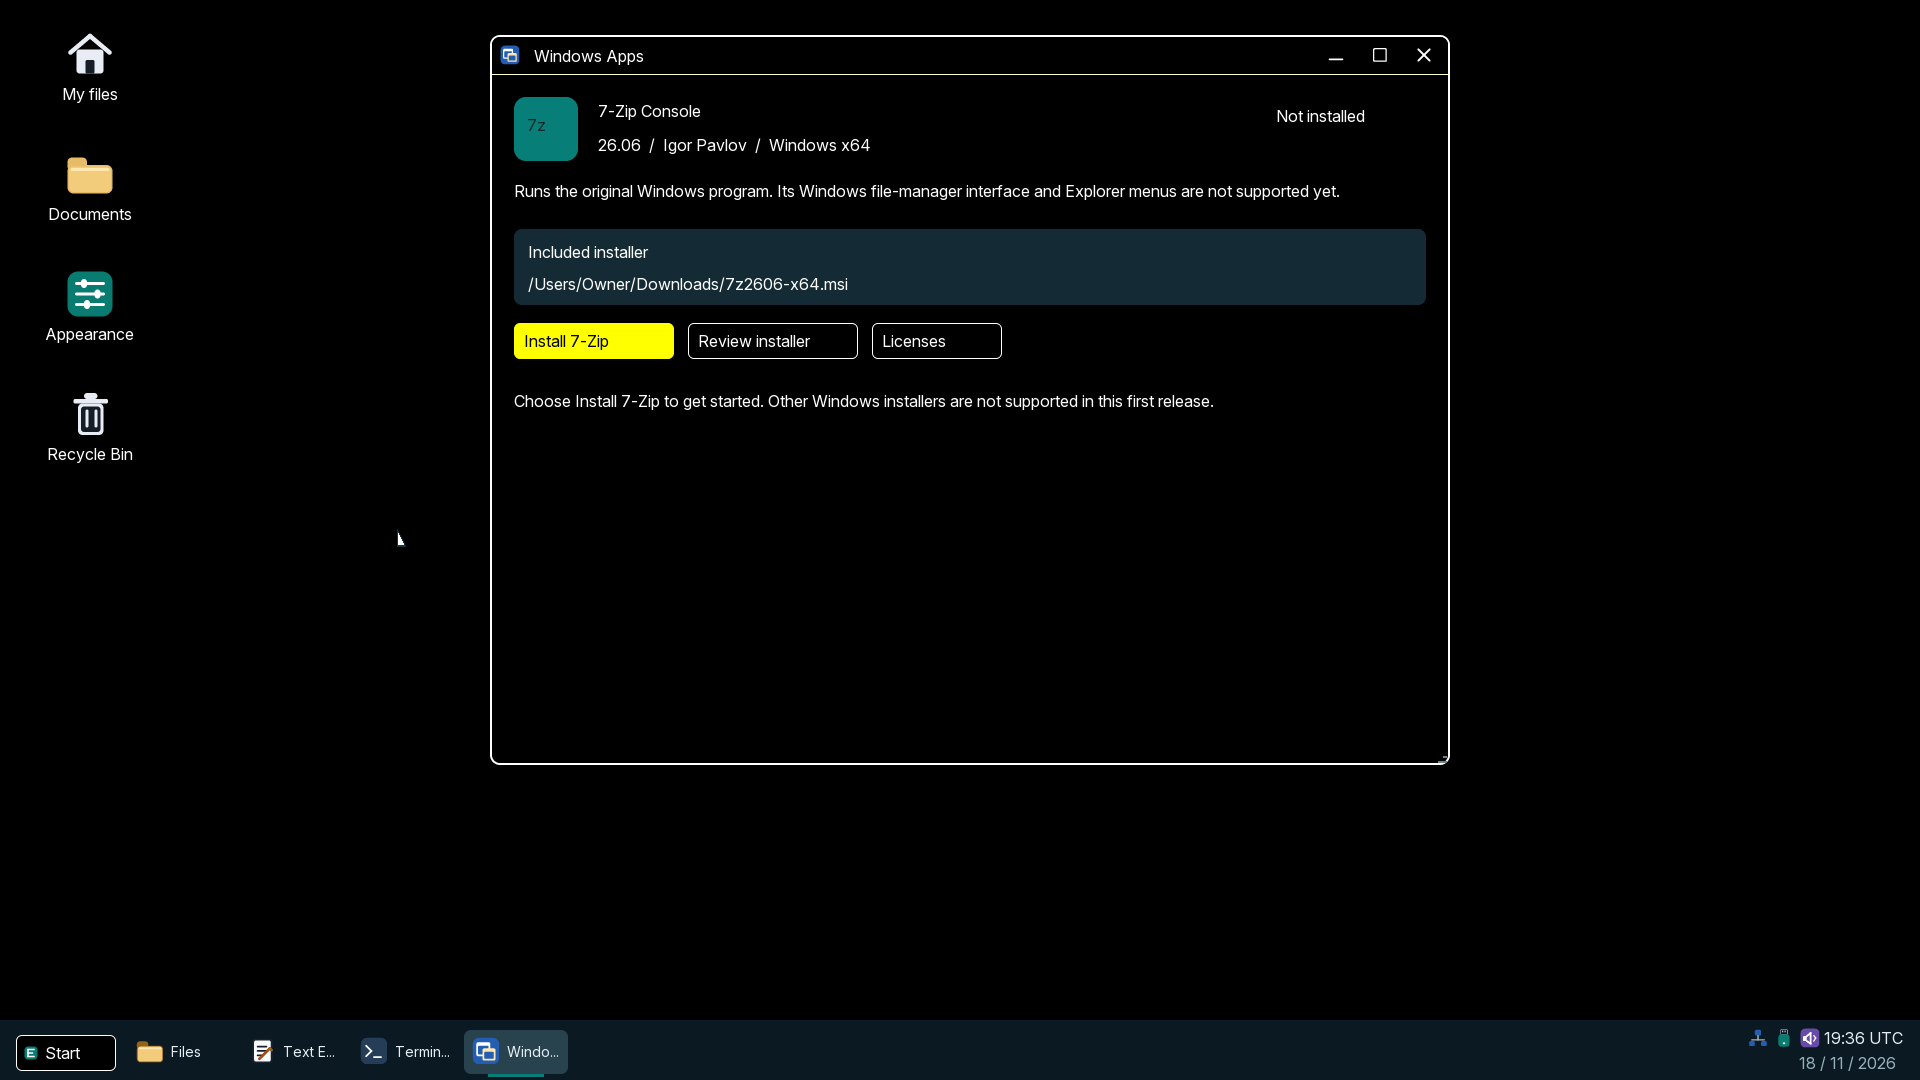 My files
Documents
Appearance
Recycle Bin
Windows Apps
7z
7-Zip Console
26.06 / Igor Pavlov / Windows x64
Not installed
Runs the original Windows program. Its Windows file-manager interface and Explorer menus are not supported yet.
Included installer
/Users/Owner/Downloads/7z2606-x64.msi
Install 7-Zip
Review installer
Licenses
Choose Install 7-Zip to get started. Other Windows installers are not supported in this first release.
E Start
Files
Text E...
Termin...
Windo...
19:36 UTC
18 / 11 / 2026